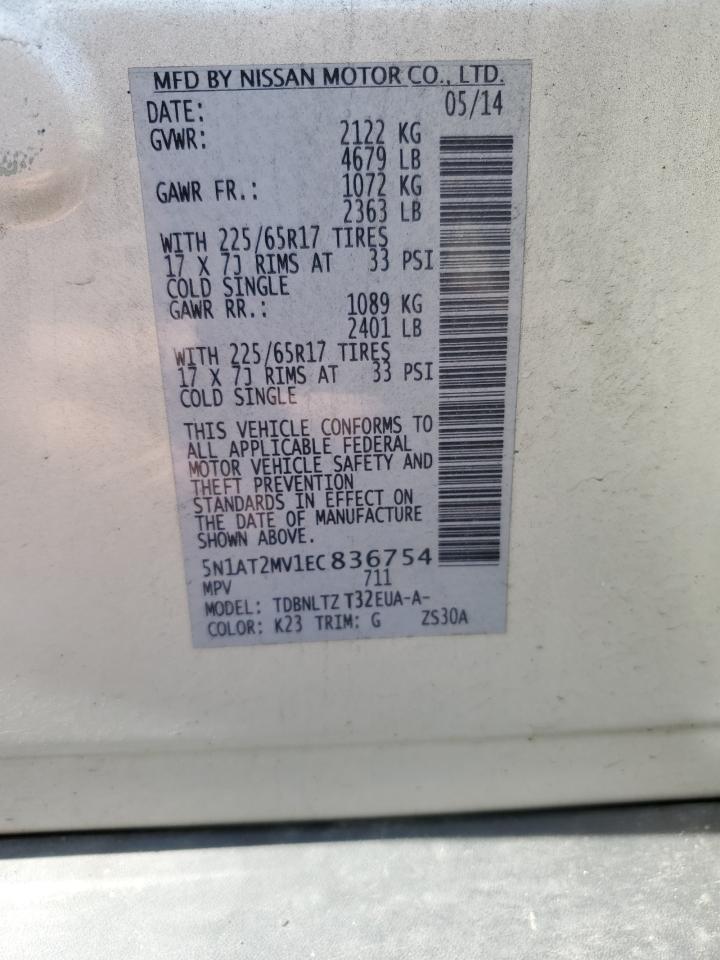 MFD BY NISSAN MOTOR CO., LTD.
DATE: 05/14
GVWR: 2122 KG
4679 LB
GAWR FR.: 1072 KG
2363 LB
WITH 225/65R17 TIRES
17 X 7J RIMS AT 33 PSI
COLD SINGLE
GAWR RR.: 1089 KG
2401 LB
WITH 225/65R17 TIRES
17 X 7J RIMS AT 33 PSI
COLD SINGLE
THIS VEHICLE CONFORMS TO
ALL APPLICABLE FEDERAL
MOTOR VEHICLE SAFETY AND
THEFT PREVENTION
STANDARDS IN EFFECT ON
THE DATE OF MANUFACTURE
SHOWN ABOVE.
5N1AT2MV1EC836754
MPV 711
MODEL: TDBNLTZ T32EUA-A-
COLOR: K23 TRIM: G ZS30A